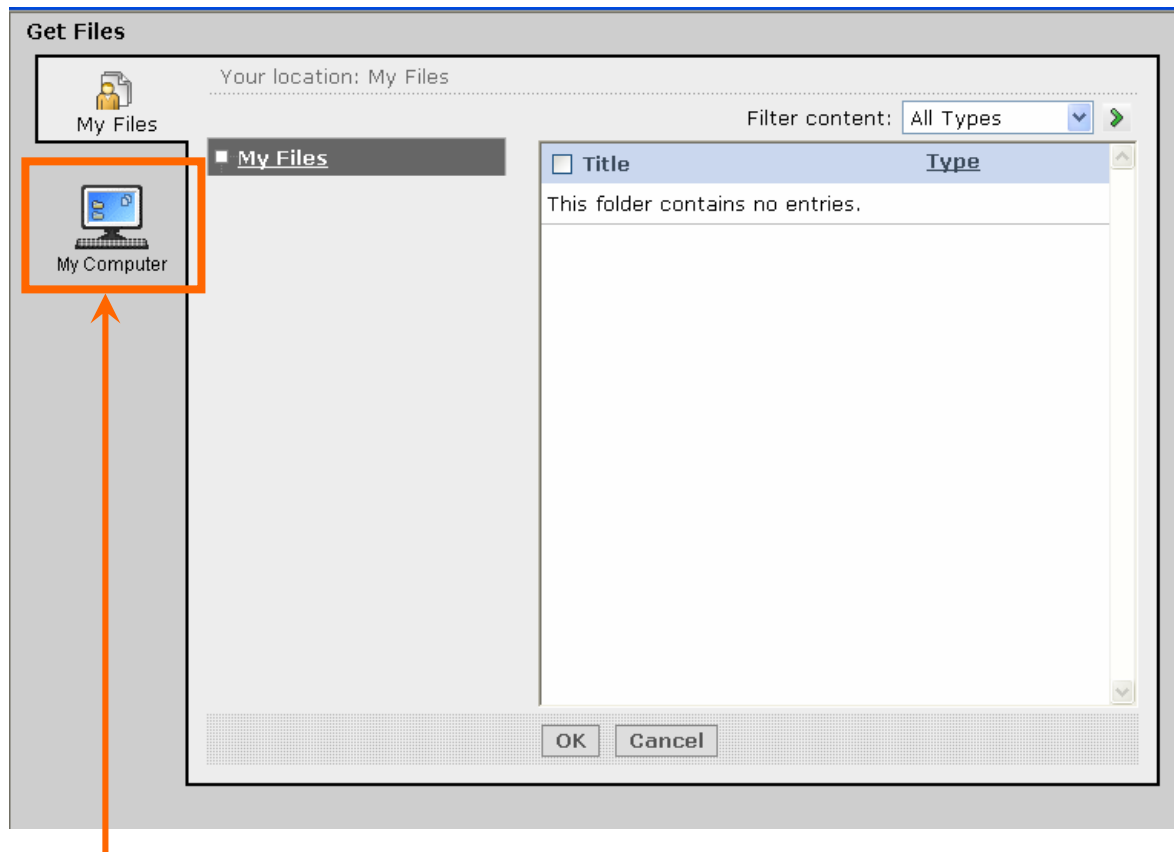 Get Files
My Files
Your location: My Files
Filter content: All Types
My Files
Title Type
This folder contains no entries.
My Computer
OK Cancel